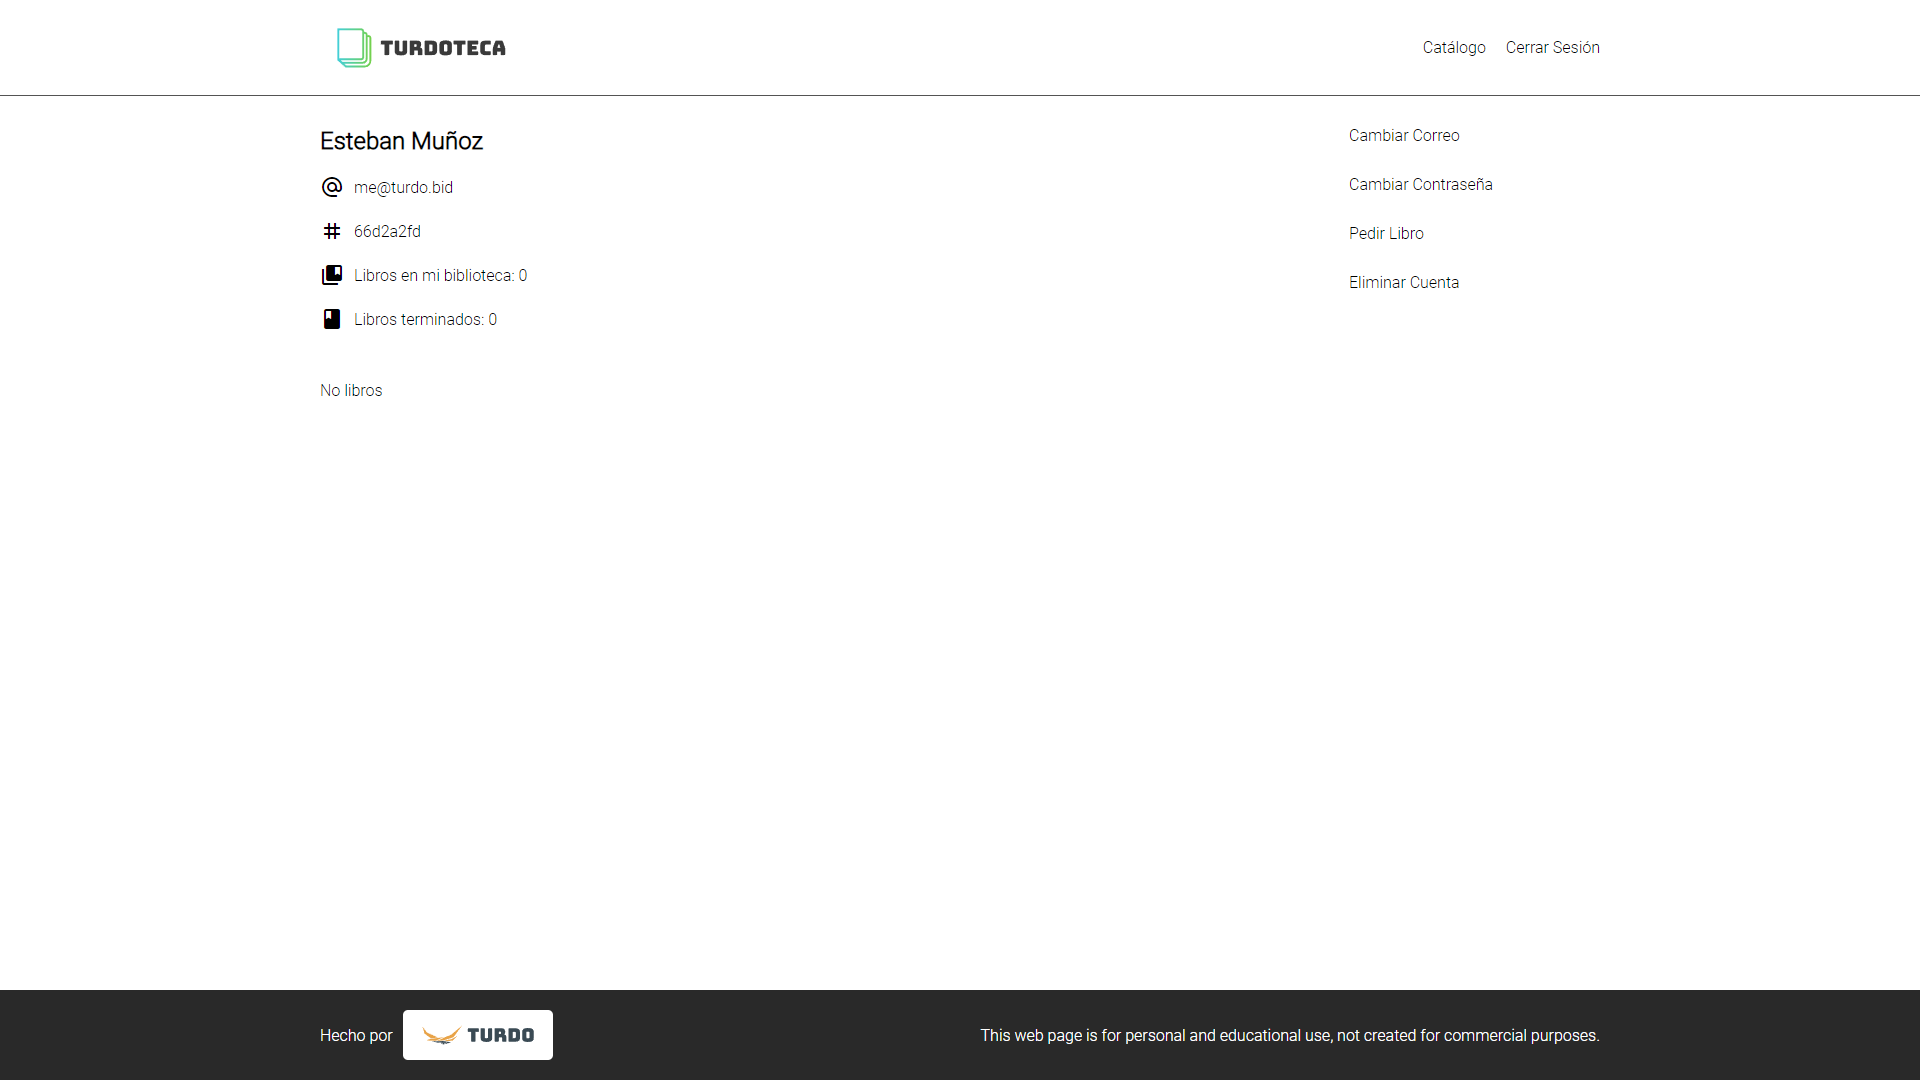 TURDOTECA
Catálogo
Cerrar Sesión
Esteban Muñoz
me@turdo.bid
66d2a2fd
Libros en mi biblioteca: 0
Libros terminados: 0
No libros
Cambiar Correo
Cambiar Contraseña
Pedir Libro
Eliminar Cuenta
Hecho por
TURDO
This web page is for personal and educational use, not created for commercial purposes.